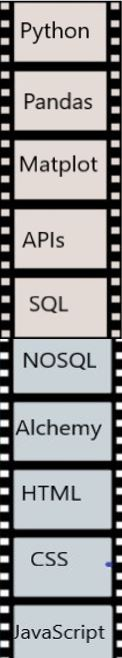 Python
Pandas
Matplot
APIs
SQL
NOSQL
Alchemy
HTML
CSS
JavaScript